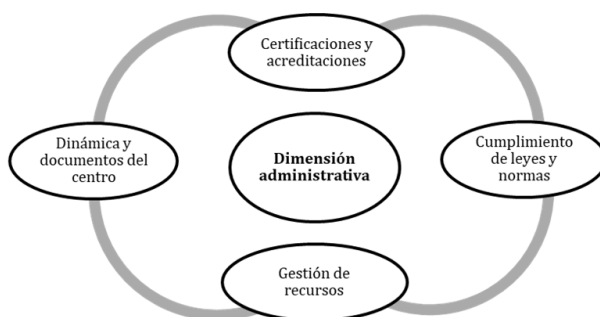 Certificaciones y
acreditaciones
Dinámica y
documentos del
centro
Dimensión
administrativa
Cumplimiento
de leyes y
normas
Gestión de
recursos